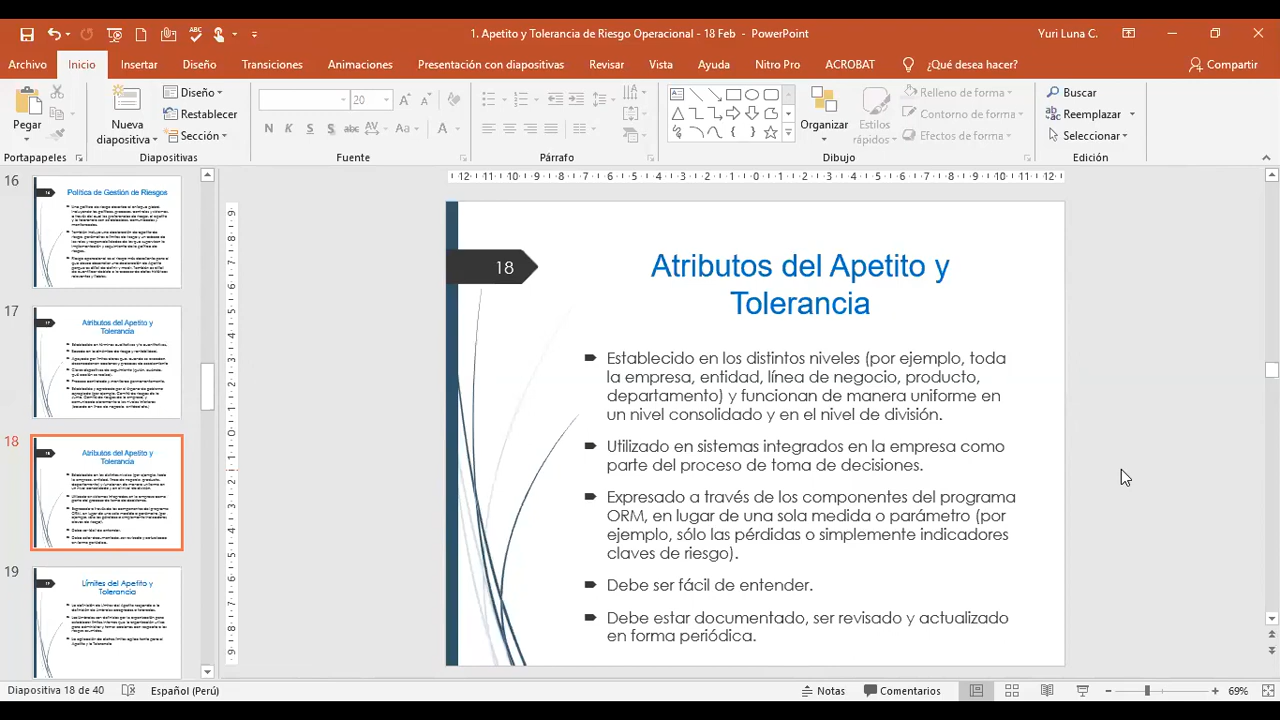 1. Apetito y Tolerancia de Riesgo Operacional - 18 Feb - PowerPoint
Yuri Luna C.
Archivo Inicio Insertar Diseño Transiciones Animaciones Presentación con diapositivas Revisar Vista Ayuda Nitro Pro ACROBAT ¿Qué desea hacer? Compartir
Pegar
Nueva diapositiva
Diseño
Restablecer
Sección
20
N K S S abc AV Aa A
Organizar
Estilos rápidos
Relleno de forma
Contorno de forma
Efectos de forma
Buscar
Reemplazar
Seleccionar
Portapapeles Diapositivas Fuente Párrafo Dibujo Edición
16
Política de Gestión de Riesgos
17
Atributos del Apetito y
Tolerancia
18
Atributos del Apetito y
Tolerancia
19
Límites del Apetito y
Tolerancia
18
Atributos del Apetito y
Tolerancia
Establecido en los distintos niveles (por ejemplo, toda
la empresa, entidad, línea de negocio, producto,
departamento) y funcionan de manera uniforme en
un nivel consolidado y en el nivel de división.
Utilizado en sistemas integrados en la empresa como
parte del proceso de toma de decisiones.
Expresado a través de los componentes del programa
ORM, en lugar de una sola medida o parámetro (por
ejemplo, sólo las pérdidas o simplemente indicadores
claves de riesgo).
Debe ser fácil de entender.
Debe estar documentado, ser revisado y actualizado
en forma periódica.
Diapositiva 18 de 40 Español (Perú) Notas Comentarios 69%